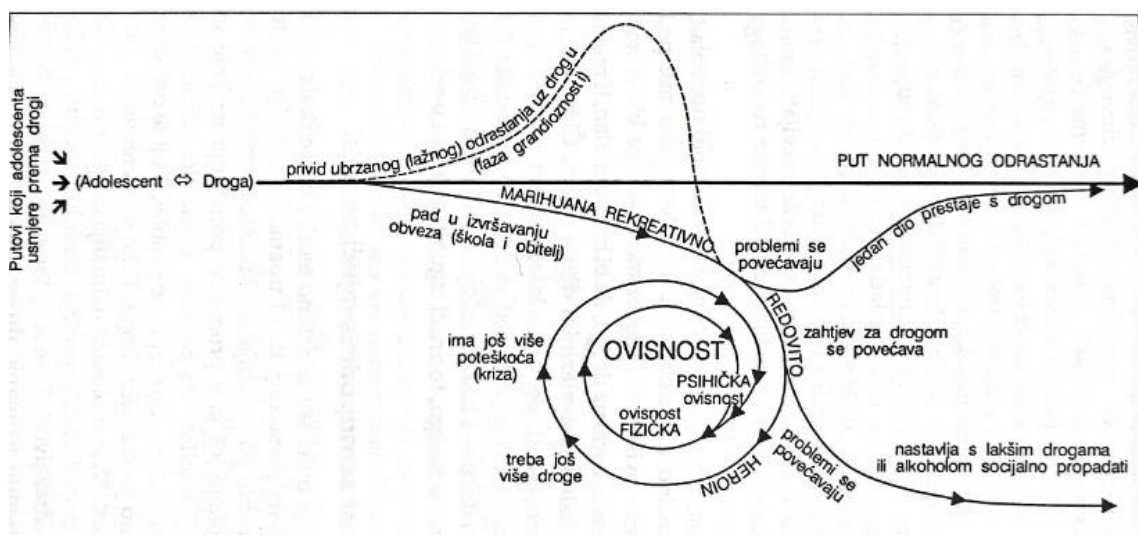 Putovi koji adolescenta
usmjere prema drogi
(Adolescent ⇔ Droga)
privid ubrzanog (lažnog) odrastanja uz drogu
(faza grandioznosti)
PUT NORMALNOG ODRASTANJA
MARIHUANA REKREATIVNO
pad u izvršavanju
obveza (škola i obitelj)
problemi se
povećavaju
jedan dio prestaje s drogom
REDOVITO
zahtjev za drogom
se povećava
ima još više
poteškoća
(kriza)
OVISNOST
PSIHIČKA
ovisnost
ovisnost
FIZIČKA
treba još
više droge
HEROIN
problemi se
povećavaju
nastavlja s lakšim drogama
ili alkoholom socijalno propadati